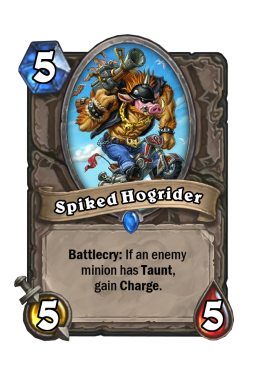 5
Spiked Hogrider
Battlecry: If an enemy
minion has Taunt,
gain Charge.
5 5